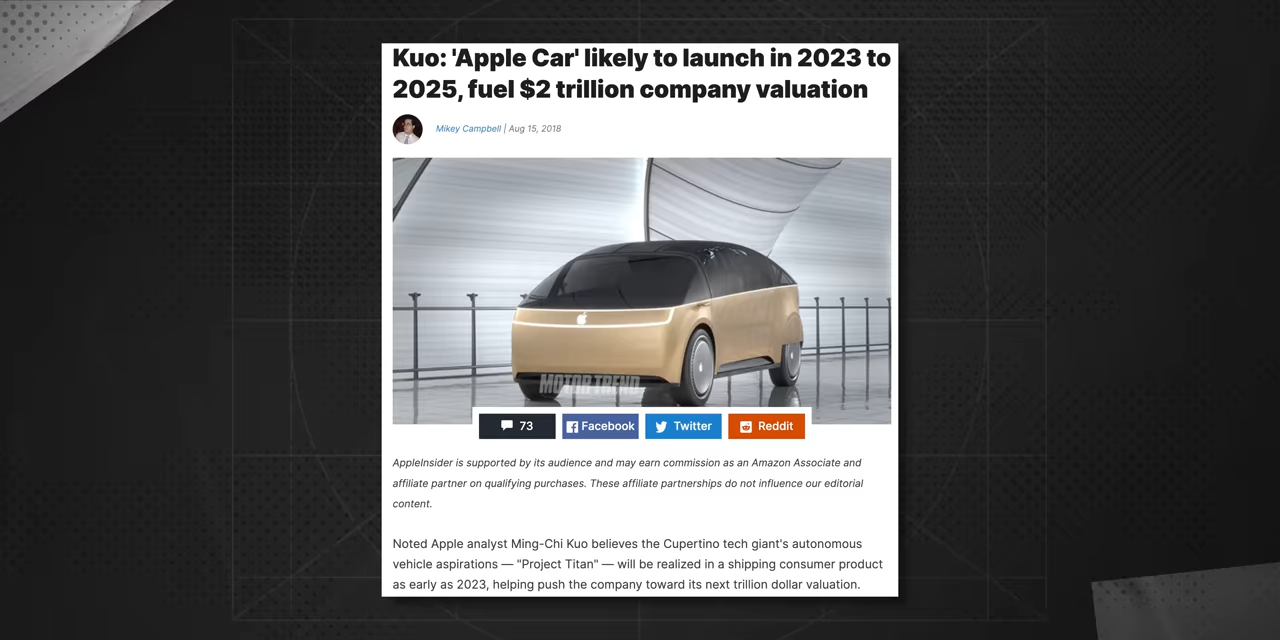 Kuo: 'Apple Car' likely to launch in 2023 to
2025, fuel $2 trillion company valuation
Mikey Campbell | Aug 15, 2018
MOTOR TREND
73
Facebook
Twitter
Reddit
AppleInsider is supported by its audience and may earn commission as an Amazon Associate and
affiliate partner on qualifying purchases. These affiliate partnerships do not influence our editorial
content.
Noted Apple analyst Ming-Chi Kuo believes the Cupertino tech giant's autonomous
vehicle aspirations — "Project Titan" — will be realized in a shipping consumer product
as early as 2023, helping push the company toward its next trillion dollar valuation.